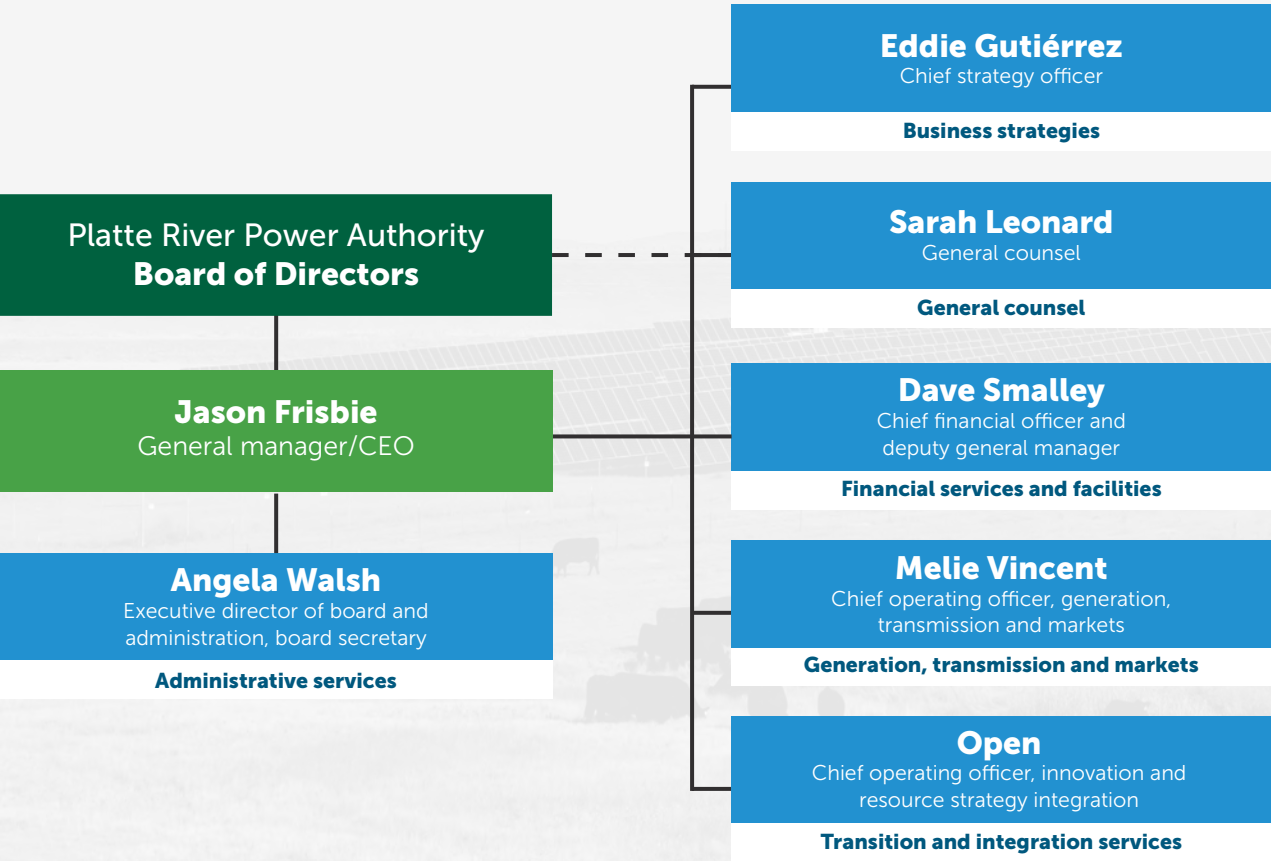 Platte River Power Authority
Board of Directors
Jason Frisbie
General manager/CEO
Angela Walsh
Executive director of board and
administration, board secretary
Administrative services
Eddie Gutiérrez
Chief strategy officer
Business strategies
Sarah Leonard
General counsel
General counsel
Dave Smalley
Chief financial officer and
deputy general manager
Financial services and facilities
Melie Vincent
Chief operating officer, generation,
transmission and markets
Generation, transmission and markets
Open
Chief operating officer, innovation and
resource strategy integration
Transition and integration services